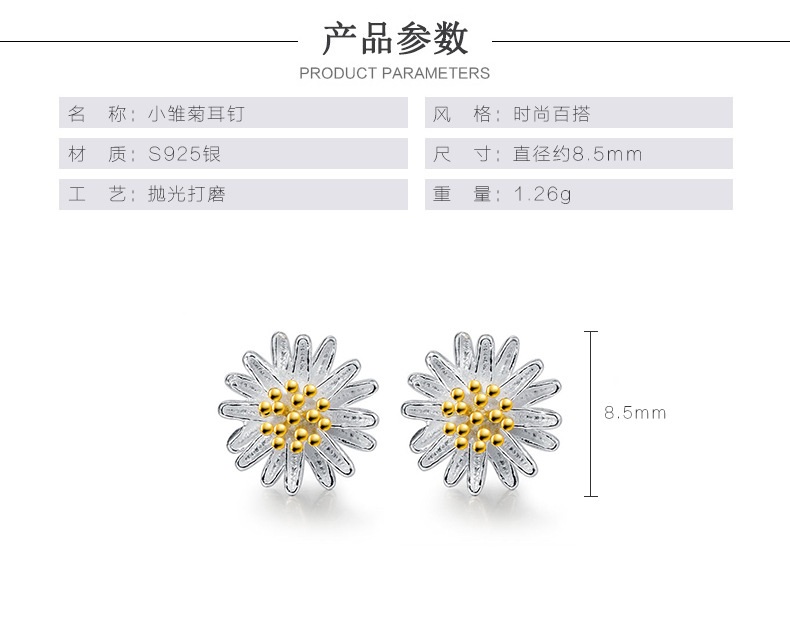 产品参数
PRODUCT PARAMETERS
名 称：小雏菊耳钉
风 格：时尚百搭
材 质：S925银
尺 寸：直径约8.5mm
工 艺：抛光打磨
重 量：1.26g
8.5mm